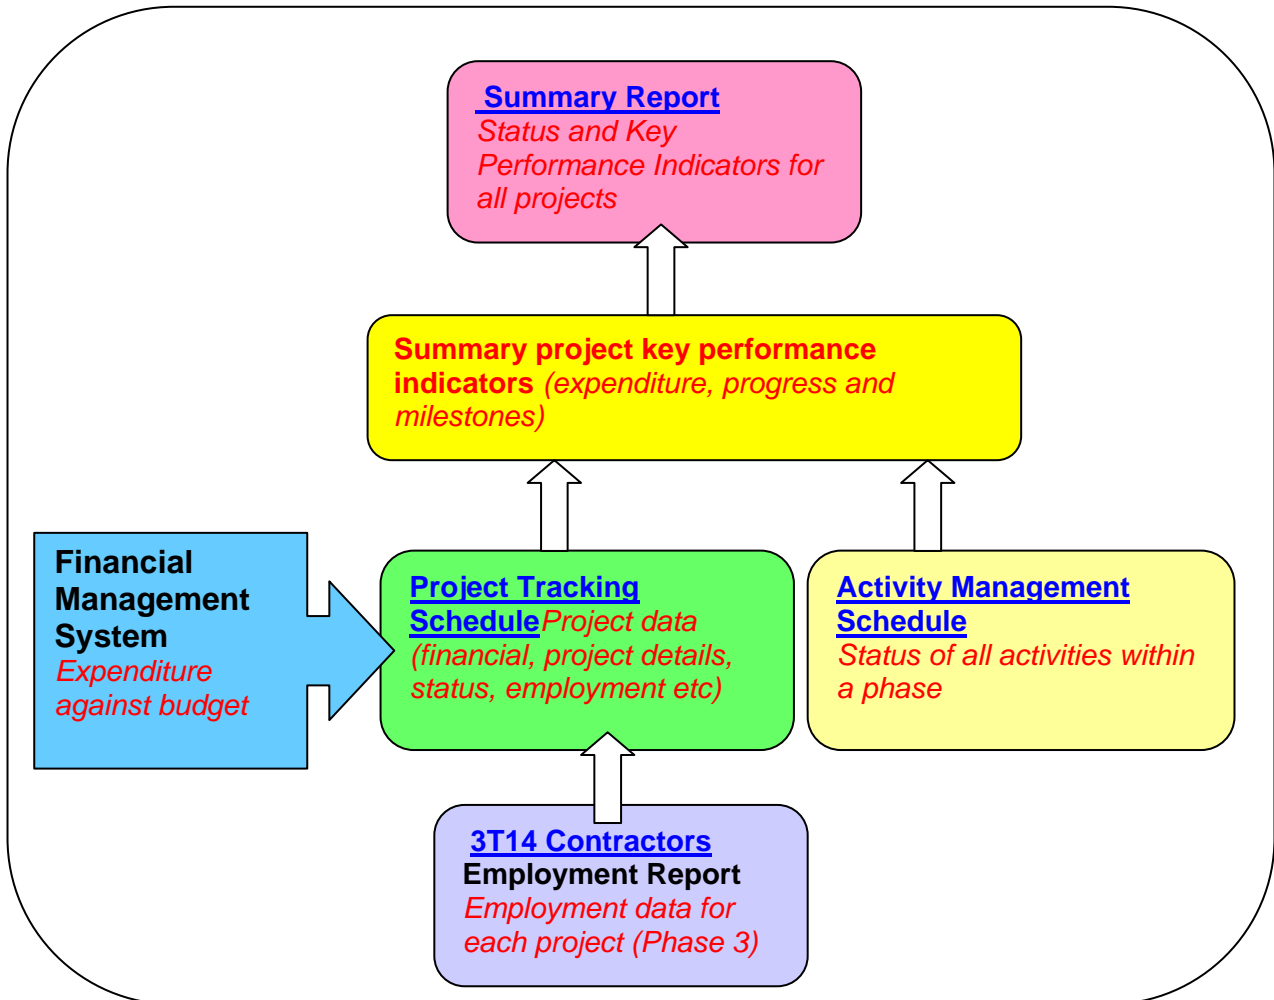 Summary Report
Status and Key
Performance Indicators for
all projects
Summary project key performance
indicators (expenditure, progress and
milestones)
Financial
Management
System
Expenditure
against budget
Project Tracking
ScheduleProject data
(financial, project details,
status, employment etc)
Activity Management
Schedule
Status of all activities within
a phase
3T14 Contractors
Employment Report
Employment data for
each project (Phase 3)